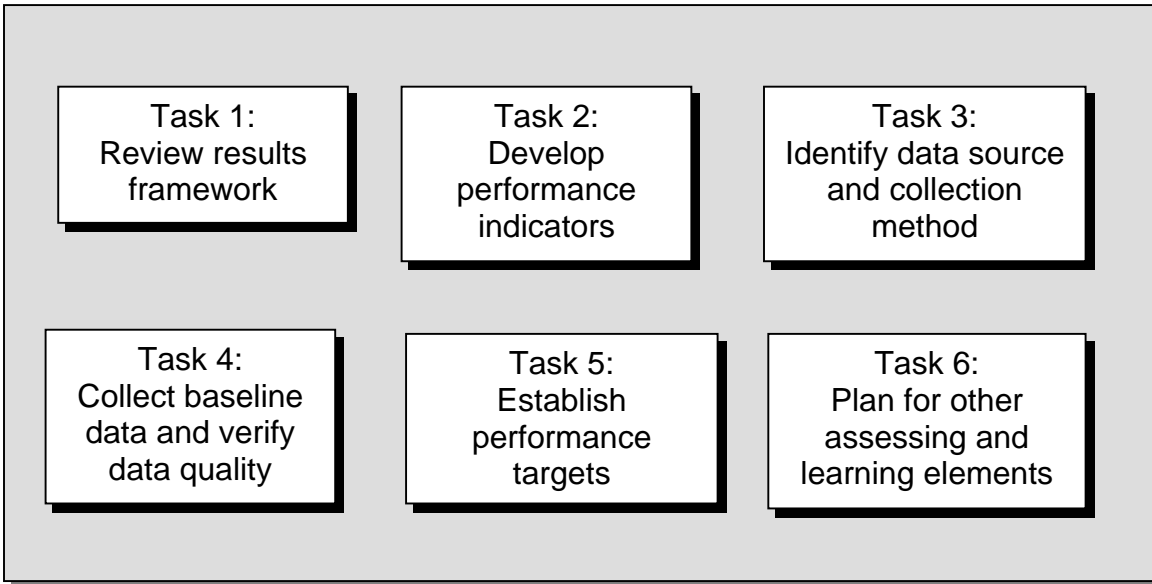 Task 1:
Review results
framework
Task 2:
Develop
performance
indicators
Task 3:
Identify data source
and collection
method
Task 4:
Collect baseline
data and verify
data quality
Task 5:
Establish
performance
targets
Task 6:
Plan for other
assessing and
learning elements